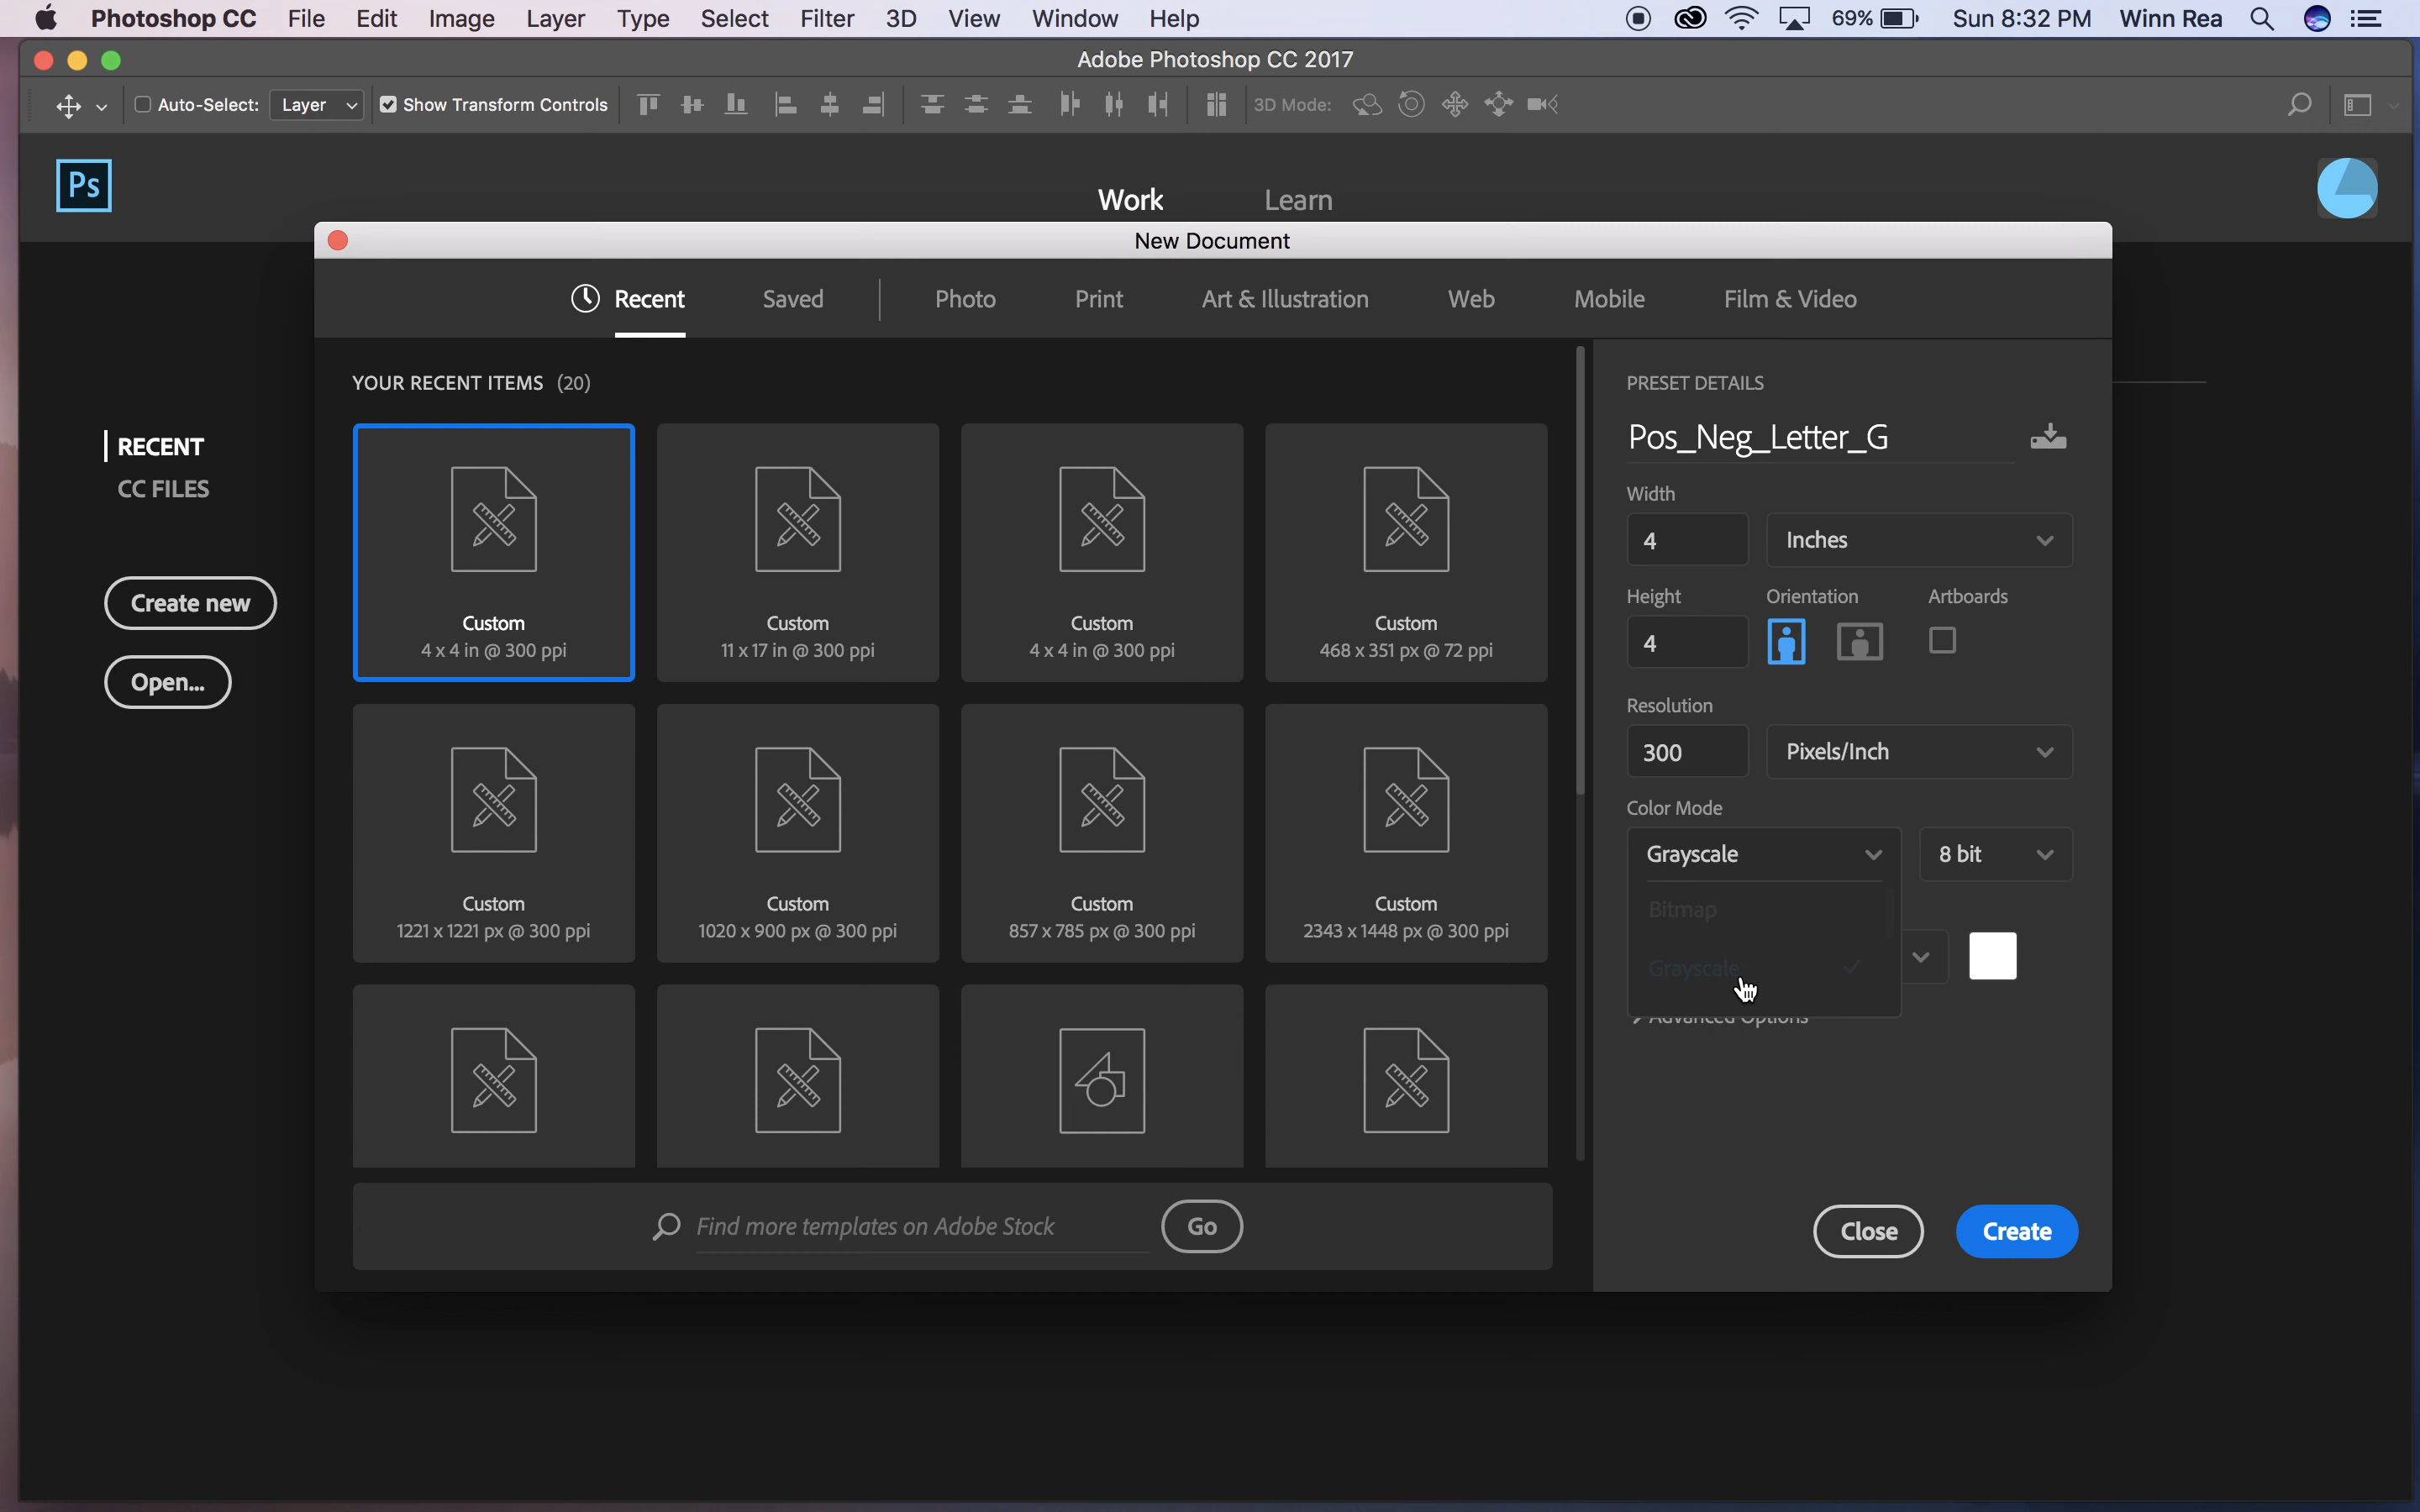 Photoshop CC File Edit Image Layer Type Select Filter 3D View Window Help 69% Sun 8:32 PM Winn Rea
Adobe Photoshop CC 2017
Auto-Select: Layer Show Transform Controls 3D Mode:
Ps
Work Learn
New Document
Recent Saved Photo Print Art & Illustration Web Mobile Film & Video
YOUR RECENT ITEMS (20)
PRESET DETAILS
RECENT
CC FILES
Create new
Open...
Pos_Neg_Letter_G
Width
4 Inches
Height Orientation Artboards
4
Custom Custom Custom Custom
4 x 4 in @ 300 ppi 11 x 17 in @ 300 ppi 4 x 4 in @ 300 ppi 468 x 351 px @ 72 ppi
Resolution
300 Pixels/Inch
Color Mode
Grayscale 8 bit
Bitmap
Grayscale
Advanced Options
Custom Custom Custom Custom
1221 x 1221 px @ 300 ppi 1020 x 900 px @ 300 ppi 857 x 785 px @ 300 ppi 2343 x 1448 px @ 300 ppi
Find more templates on Adobe Stock Go
Close Create